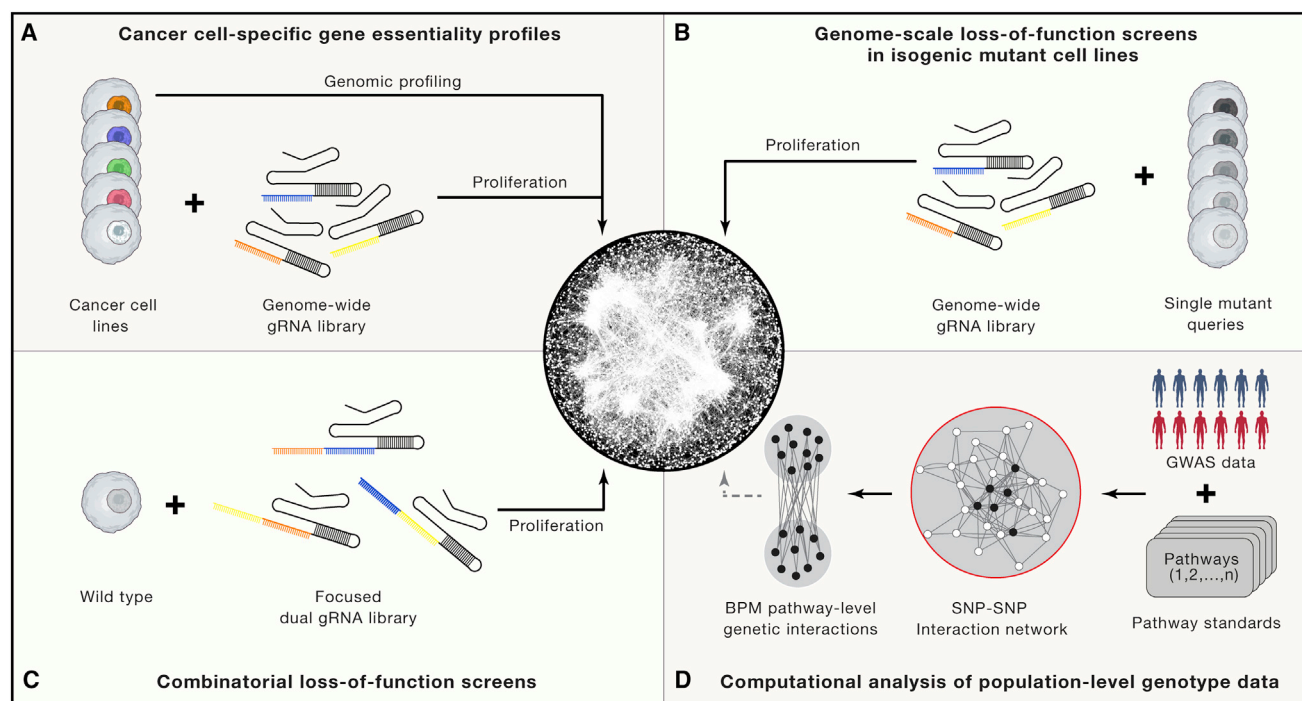 A
Cancer cell-specific gene essentiality profiles
Genomic profiling
Proliferation
Cancer cell
lines
Genome-wide
gRNA library
B
Genome-scale loss-of-function screens
in isogenic mutant cell lines
Proliferation
Genome-wide
gRNA library
Single mutant
queries
Wild type
Focused
dual gRNA library
Proliferation
C
Combinatorial loss-of-function screens
GWAS data
Pathways
(1,2,...,n)
Pathway standards
SNP-SNP
Interaction network
BPM pathway-level
genetic interactions
D
Computational analysis of population-level genotype data